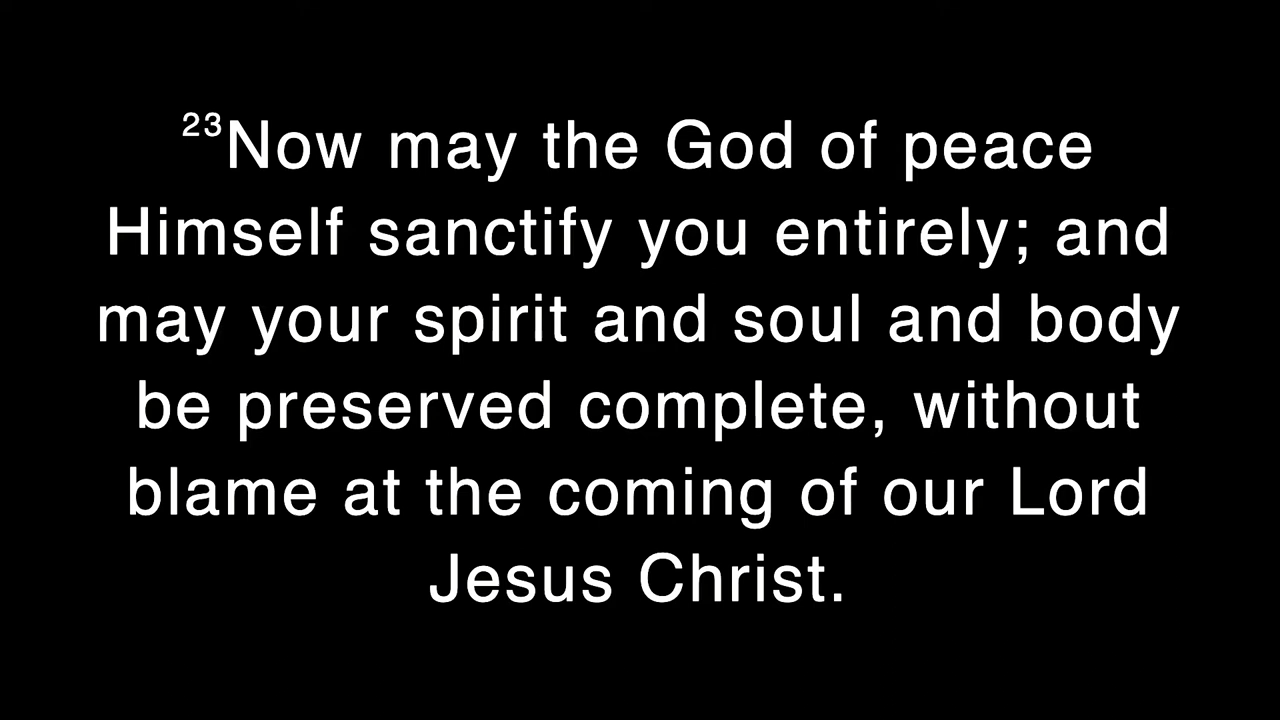 23Now may the God of peace
Himself sanctify you entirely; and
may your spirit and soul and body
be preserved complete, without
blame at the coming of our Lord
Jesus Christ.